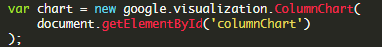 var chart = new google.visualization.ColumnChart(
document.getElementById('columnChart')
);